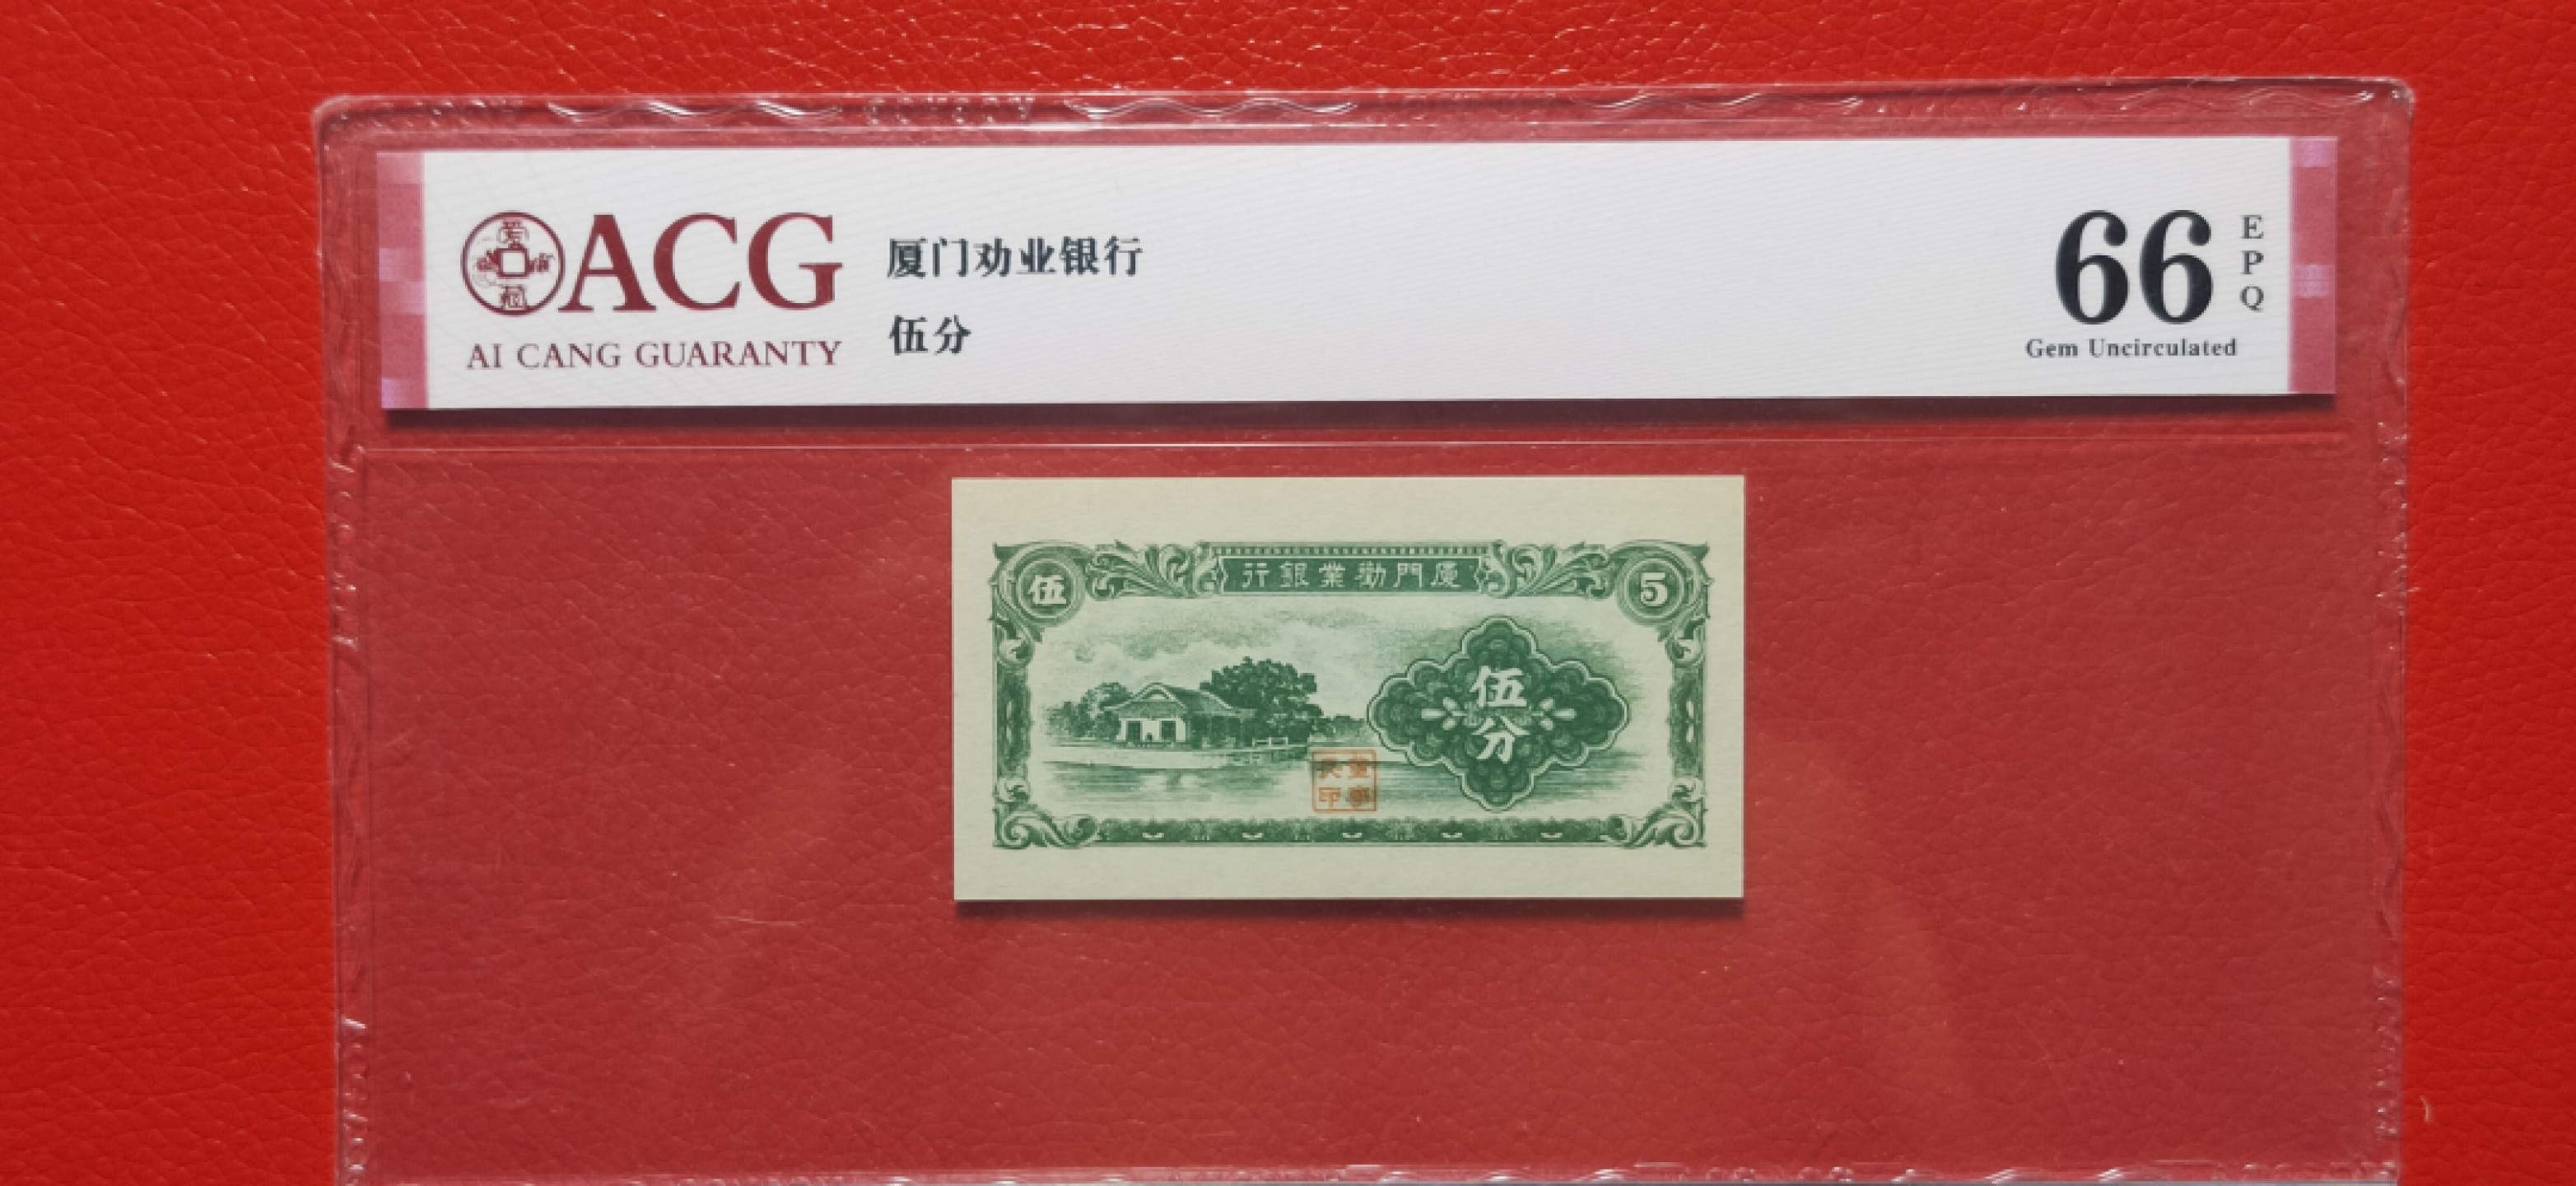 ACG
AI CANG GUARANTY
厦门劝业银行
伍分
66
EPQ
Gem Uncirculated
行銀業勸門厦
伍
5
伍分